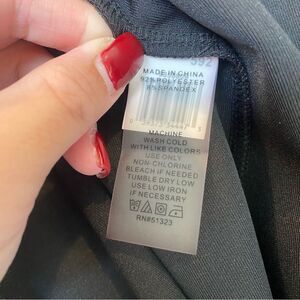 592
MADE IN CHINA
92% POLYESTER
8% SPANDEX
MACHINE
WASH COLD
WITH LIKE COLORS
USE ONLY
NON-CHLORINE
BLEACH IF NEEDED
TUMBLE DRY LOW
USE LOW IRON
IF NECESSARY
RN#51323